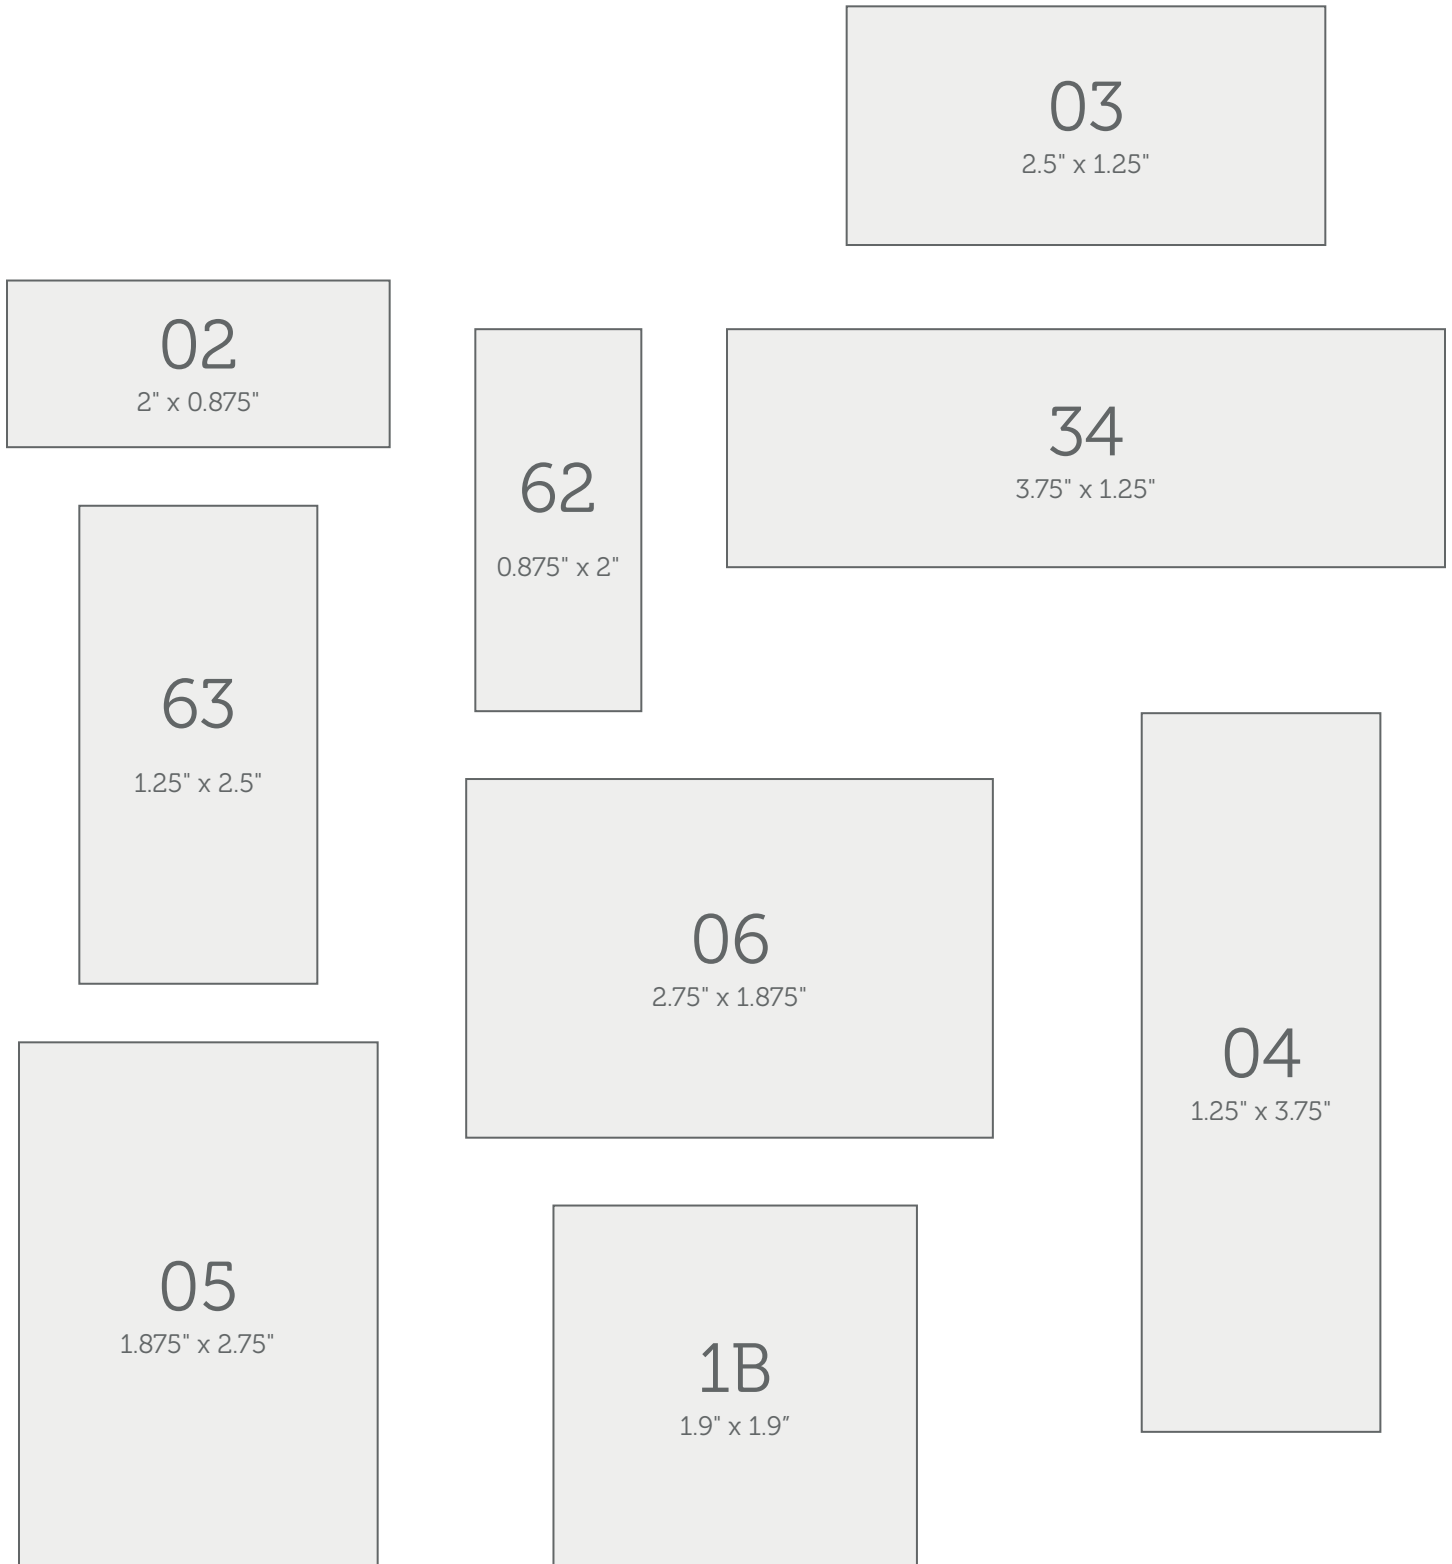 03
2.5" x 1.25"
02
2" x 0.875"
62
0.875" x 2"
34
3.75" x 1.25"
63
1.25" x 2.5"
06
2.75" x 1.875"
04
1.25" x 3.75"
05
1.875" x 2.75"
1B
1.9" x 1.9”